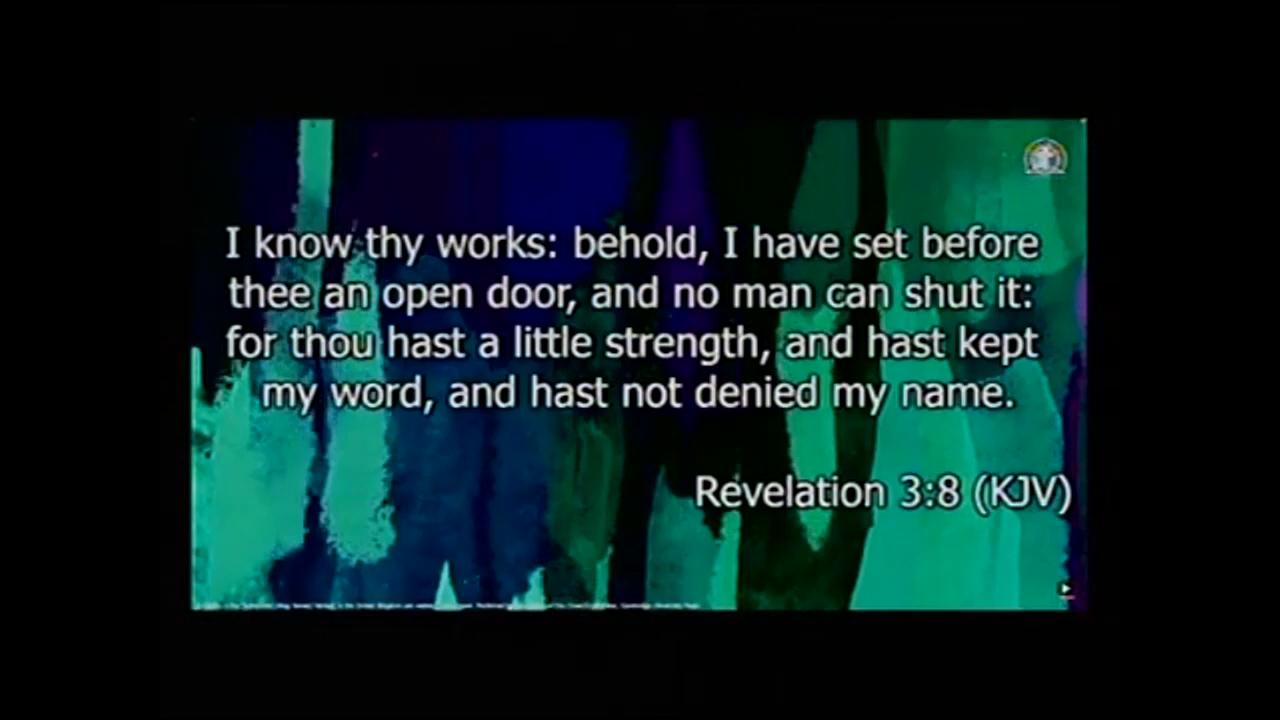 I know thy works: behold, I have set before
thee an open door, and no man can shut it:
for thou hast a little strength, and hast kept
my word, and hast not denied my name.
Revelation 3:8 (KJV)